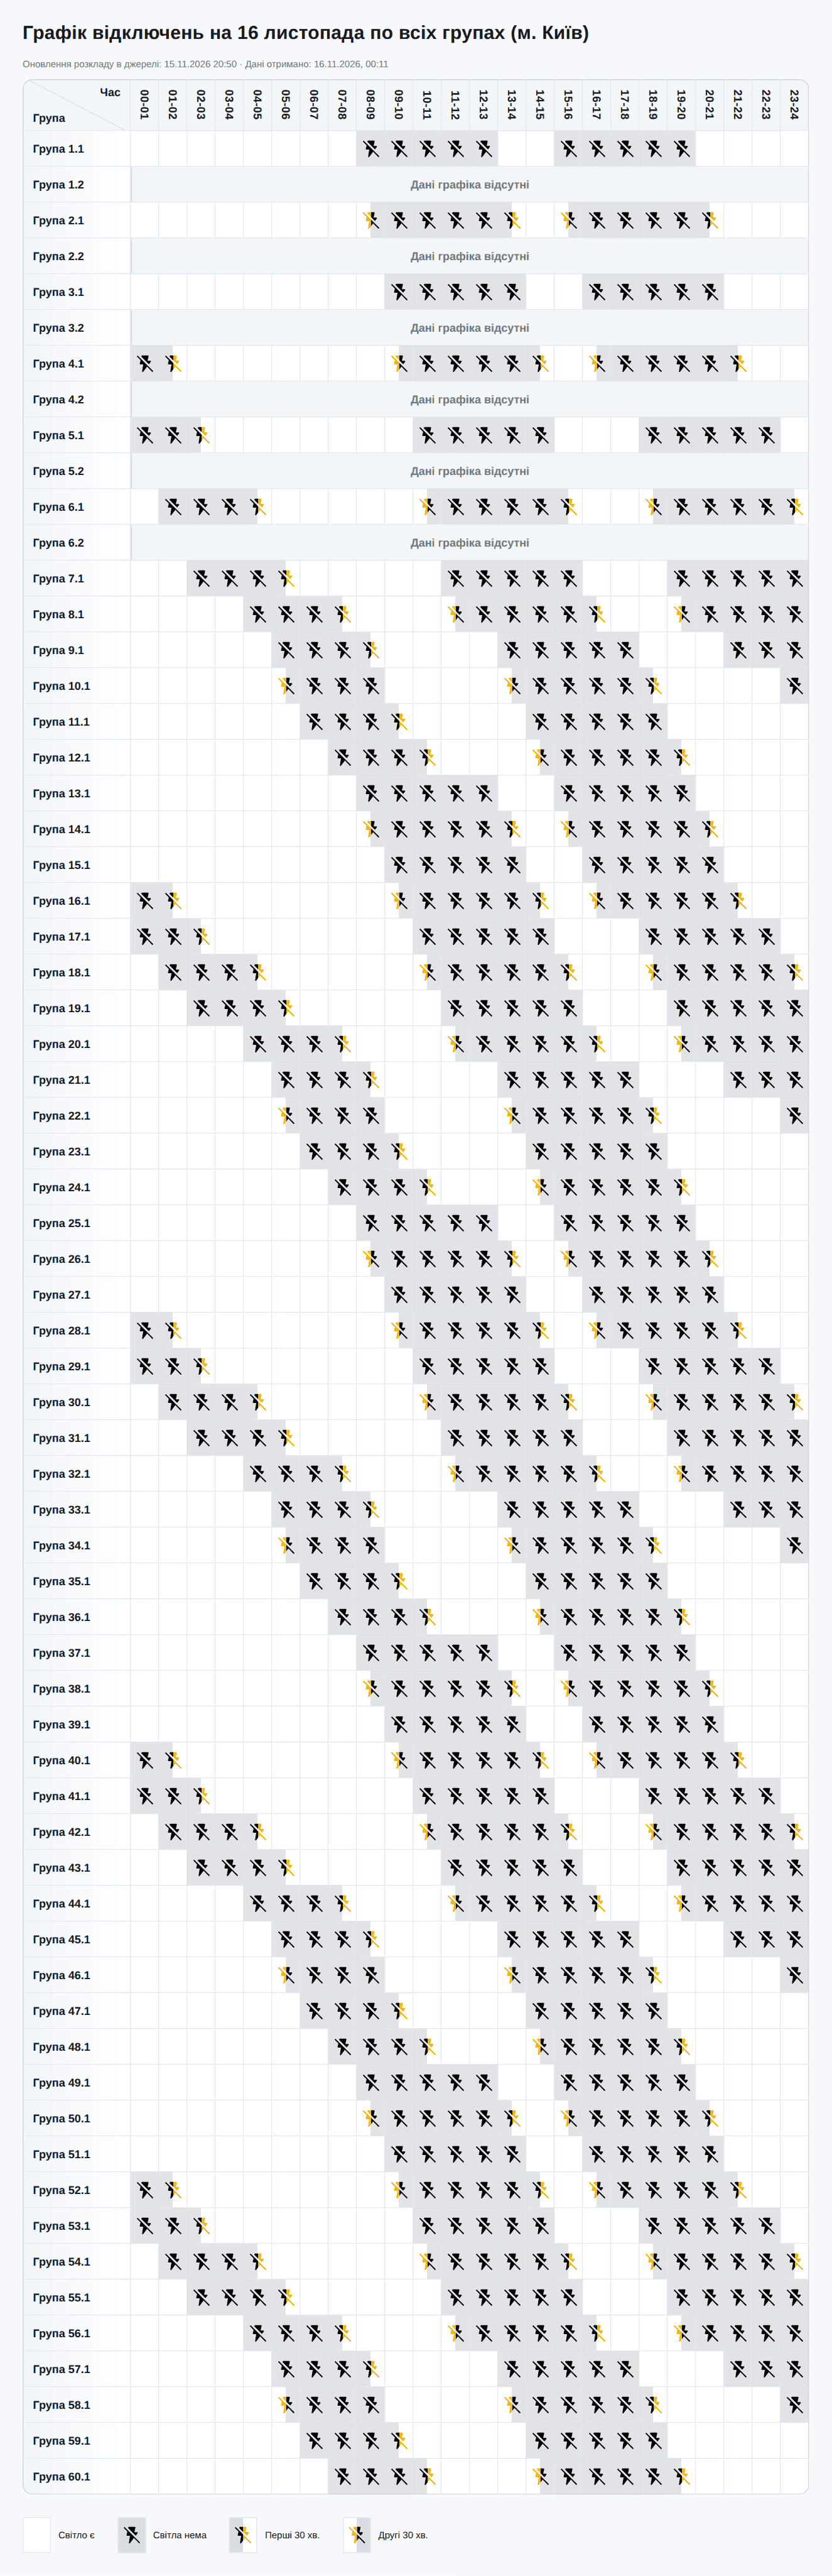 Графік відключень на 16 листопада по всіх групах (м. Київ)
Оновлення розкладу в джерелі: 15.11.2026 20:50 · Дані отримано: 16.11.2026, 00:11
Час
Група
00-01 01-02 02-03 03-04 04-05 05-06 06-07 07-08 08-09 09-10 10-11 11-12 12-13 13-14 14-15 15-16 16-17 17-18 18-19 19-20 20-21 21-22 22-23 23-24
Група 1.1
Група 1.2 Дані графіка відсутні
Група 2.1
Група 2.2 Дані графіка відсутні
Група 3.1
Група 3.2 Дані графіка відсутні
Група 4.1
Група 4.2 Дані графіка відсутні
Група 5.1
Група 5.2 Дані графіка відсутні
Група 6.1
Група 6.2 Дані графіка відсутні
Група 7.1
Група 8.1
Група 9.1
Група 10.1
Група 11.1
Група 12.1
Група 13.1
Група 14.1
Група 15.1
Група 16.1
Група 17.1
Група 18.1
Група 19.1
Група 20.1
Група 21.1
Група 22.1
Група 23.1
Група 24.1
Група 25.1
Група 26.1
Група 27.1
Група 28.1
Група 29.1
Група 30.1
Група 31.1
Група 32.1
Група 33.1
Група 34.1
Група 35.1
Група 36.1
Група 37.1
Група 38.1
Група 39.1
Група 40.1
Група 41.1
Група 42.1
Група 43.1
Група 44.1
Група 45.1
Група 46.1
Група 47.1
Група 48.1
Група 49.1
Група 50.1
Група 51.1
Група 52.1
Група 53.1
Група 54.1
Група 55.1
Група 56.1
Група 57.1
Група 58.1
Група 59.1
Група 60.1
Світло є Світла нема Перші 30 хв. Другі 30 хв.